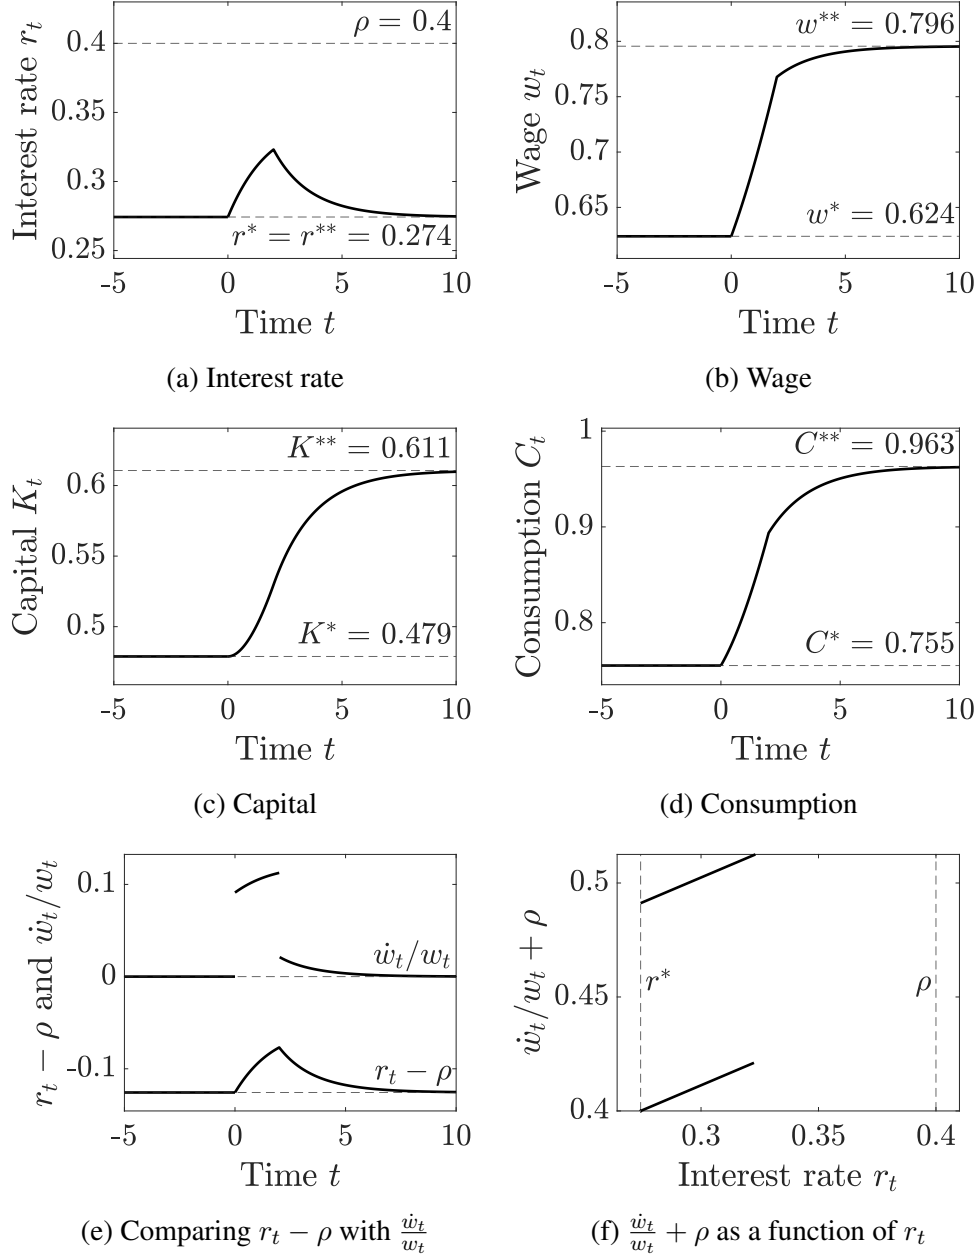 ρ = 0.4
Interest rate r_t
0.4
0.35
0.3
0.25
r* = r** = 0.274
-5 0 5 10
Time t
(a) Interest rate
w** = 0.796
Wage w_t
0.8
0.75
0.7
0.65
w* = 0.624
-5 0 5 10
Time t
(b) Wage
K** = 0.611
Capital K_t
0.6
0.55
0.5
K* = 0.479
-5 0 5 10
Time t
(c) Capital
C** = 0.963
Consumption C_t
1
0.9
0.8
C* = 0.755
-5 0 5 10
Time t
(d) Consumption
r_t − ρ and ẇ_t/w_t
0.1
0
-0.1
ẇ_t/w_t
r_t − ρ
-5 0 5 10
Time t
(e) Comparing r_t − ρ with ẇ_t/w_t
ẇ_t/w_t + ρ
0.5
0.45
0.4
r*
ρ
0.3 0.35 0.4
Interest rate r_t
(f) ẇ_t/w_t + ρ as a function of r_t